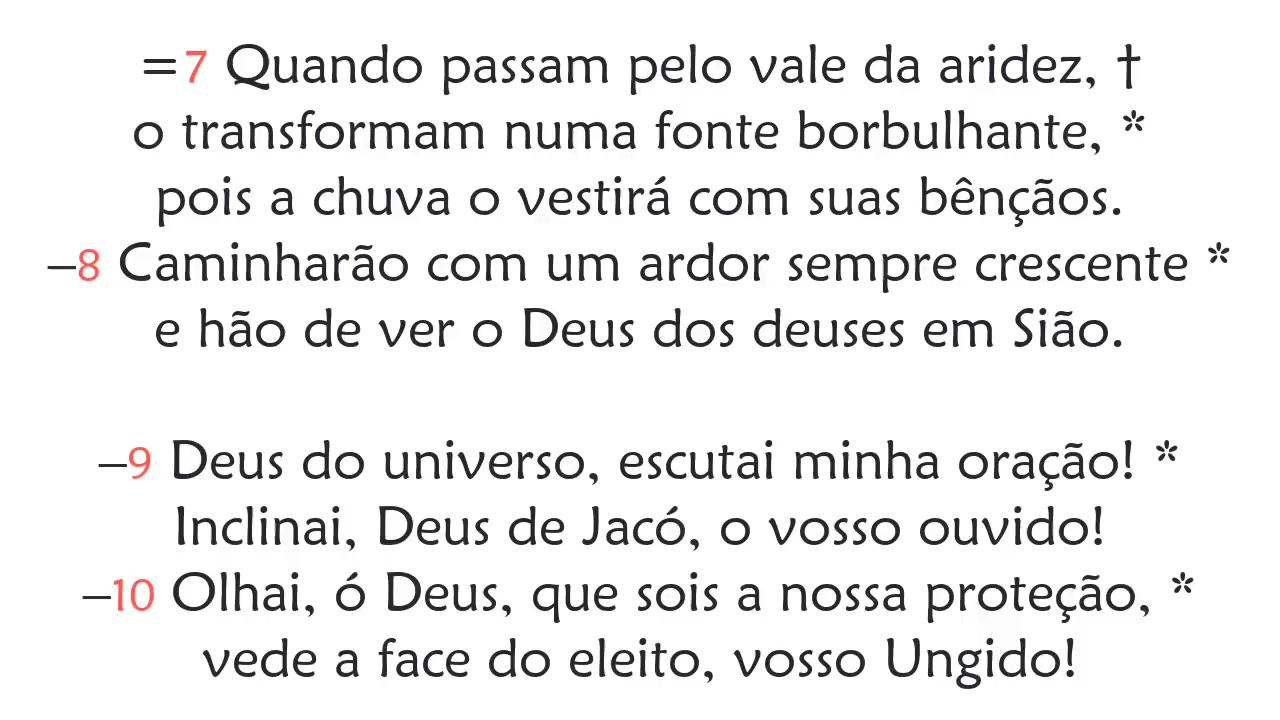 =7 Quando passam pelo vale da aridez, †
o transformam numa fonte borbulhante, *
pois a chuva o vestirá com suas bênçãos.
–8 Caminharão com um ardor sempre crescente *
e hão de ver o Deus dos deuses em Sião.
–9 Deus do universo, escutai minha oração! *
Inclinai, Deus de Jacó, o vosso ouvido!
–10 Olhai, ó Deus, que sois a nossa proteção, *
vede a face do eleito, vosso Ungido!